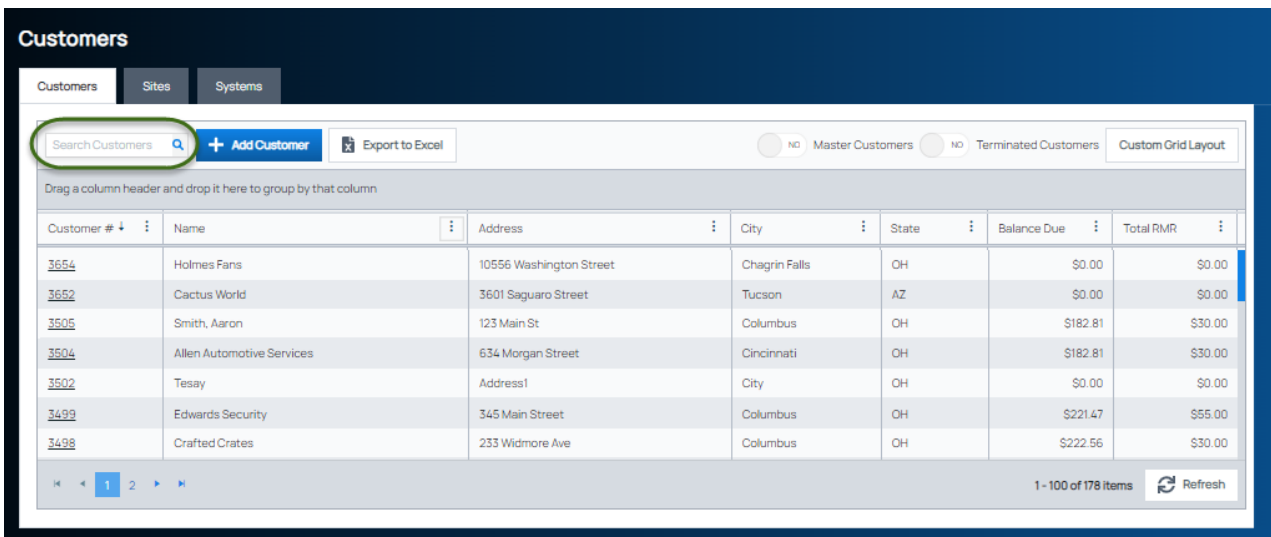 Customers
Customers Sites Systems
Search Customers + Add Customer Export to Excel NO Master Customers NO Terminated Customers Custom Grid Layout
Drag a column header and drop it here to group by that column
Customer # ↓ Name Address City State Balance Due Total RMR
3654 Holmes Fans 10556 Washington Street Chagrin Falls OH $0.00 $0.00
3652 Cactus World 3601 Saguaro Street Tucson AZ $0.00 $0.00
3505 Smith, Aaron 123 Main St Columbus OH $182.81 $30.00
3504 Allen Automotive Services 634 Morgan Street Cincinnati OH $182.81 $30.00
3502 Tesay Address1 City OH $0.00 $0.00
3499 Edwards Security 345 Main Street Columbus OH $221.47 $55.00
3498 Crafted Crates 233 Widmore Ave Columbus OH $222.56 $30.00
1 2 1 - 100 of 178 items Refresh